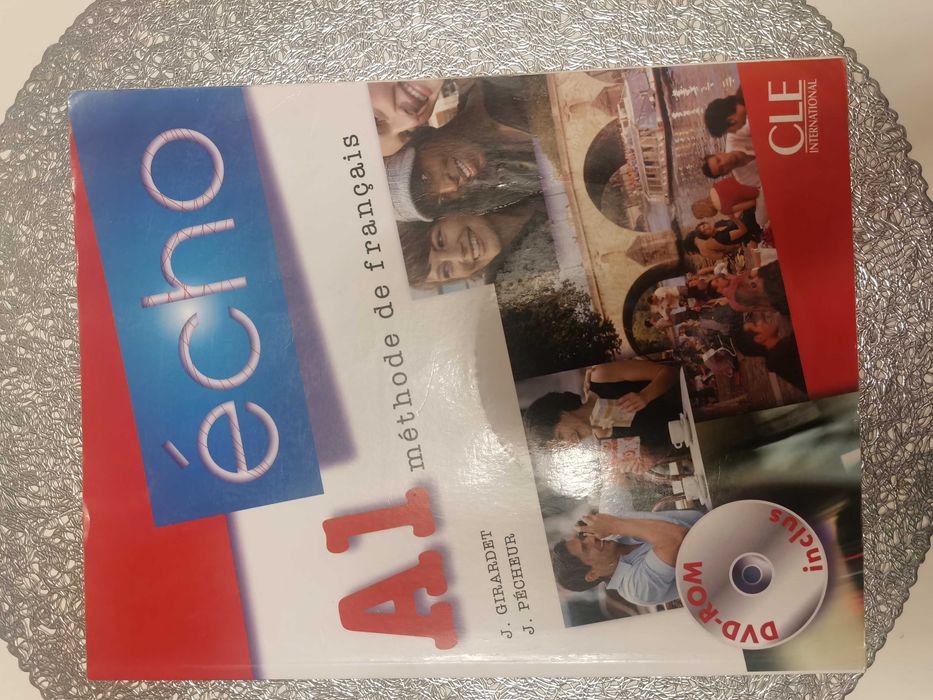 écho
A1 méthode de français
J. GIRARDET
J. PÉCHEUR
DVD-ROM
inclus
CLE
INTERNATIONAL